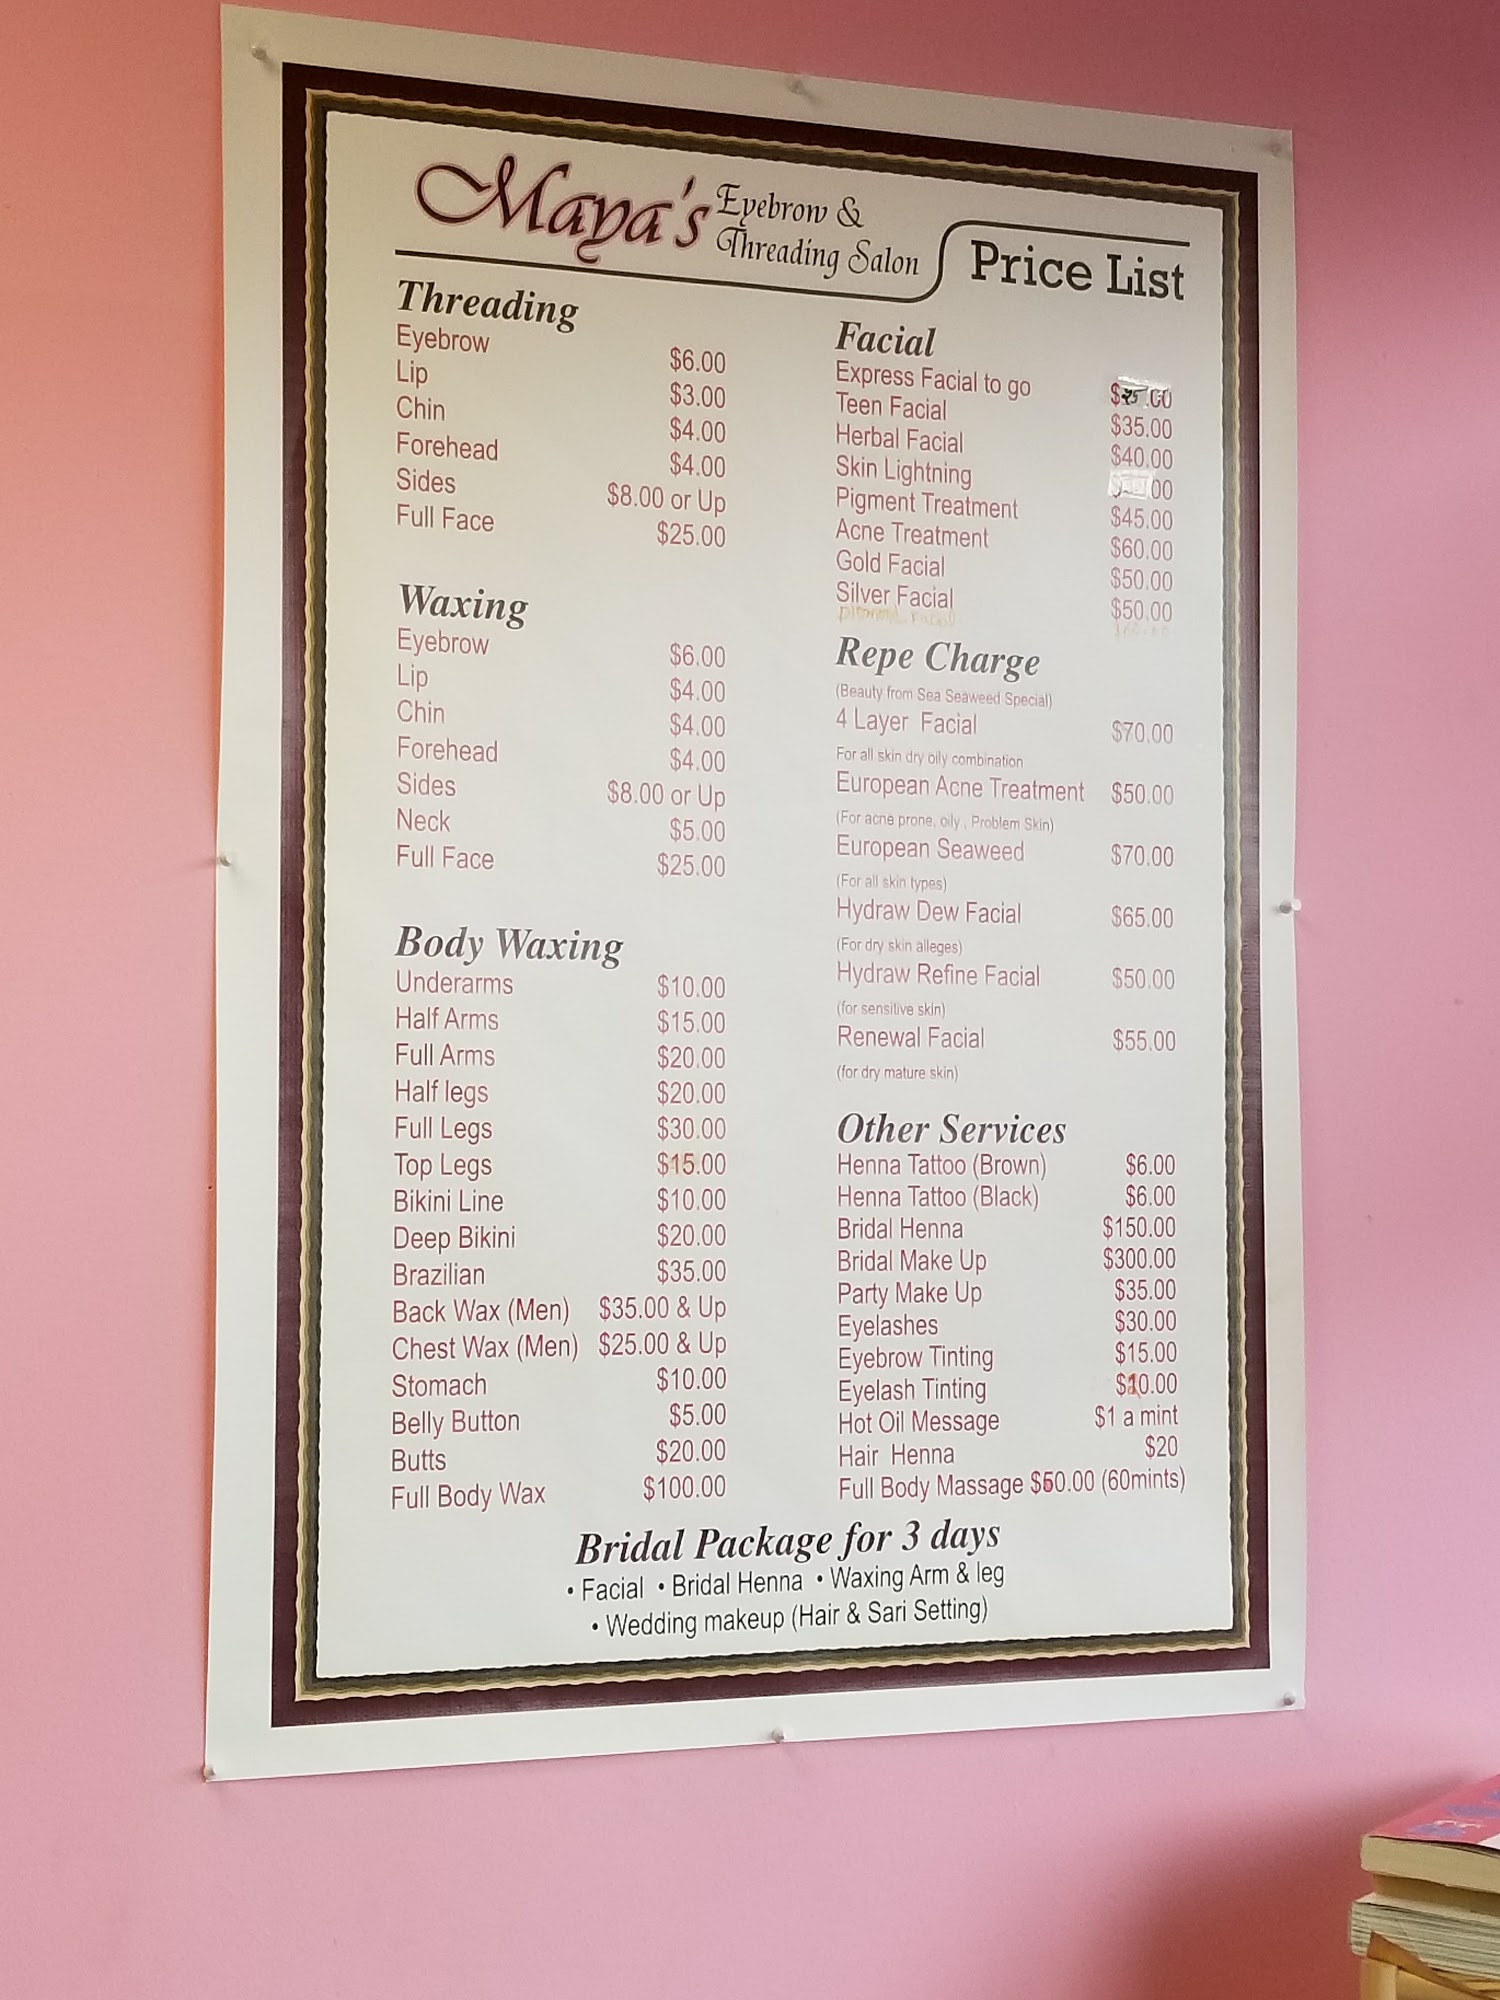 Maya's Eyebrow &
Threading Salon
Price List
Threading
Eyebrow $6.00
Lip $3.00
Chin $4.00
Forehead $4.00
Sides $8.00 or Up
Full Face $25.00
Waxing
Eyebrow $6.00
Lip $4.00
Chin $4.00
Forehead $4.00
Sides $8.00 or Up
Neck $5.00
Full Face $25.00
Body Waxing
Underarms $10.00
Half Arms $15.00
Full Arms $20.00
Half legs $20.00
Full Legs $30.00
Top Legs $15.00
Bikini Line $10.00
Deep Bikini $20.00
Brazilian $35.00
Back Wax (Men) $35.00 & Up
Chest Wax (Men) $25.00 & Up
Stomach $10.00
Belly Button $5.00
Butts $20.00
Full Body Wax $100.00
Facial
Express Facial to go
Teen Facial $35.00
Herbal Facial $40.00
Skin Lightning
Pigment Treatment $45.00
Acne Treatment $60.00
Gold Facial $50.00
Silver Facial $50.00
Repe Charge
(Beauty from Sea Seaweed Special)
4 Layer Facial $70.00
For all skin dry oily combination
European Acne Treatment $50.00
(For acne prone, oily , Problem Skin)
European Seaweed $70.00
(For all skin types)
Hydraw Dew Facial $65.00
(For dry skin alleges)
Hydraw Refine Facial $50.00
(for sensitive skin)
Renewal Facial $55.00
(for dry mature skin)
Other Services
Henna Tattoo (Brown) $6.00
Henna Tattoo (Black) $6.00
Bridal Henna $150.00
Bridal Make Up $300.00
Party Make Up $35.00
Eyelashes $30.00
Eyebrow Tinting $15.00
Eyelash Tinting
Hot Oil Message $1 a mint
Hair Henna $20
Full Body Massage $60.00 (60mints)
Bridal Package for 3 days
• Facial • Bridal Henna • Waxing Arm & leg
• Wedding makeup (Hair & Sari Setting)